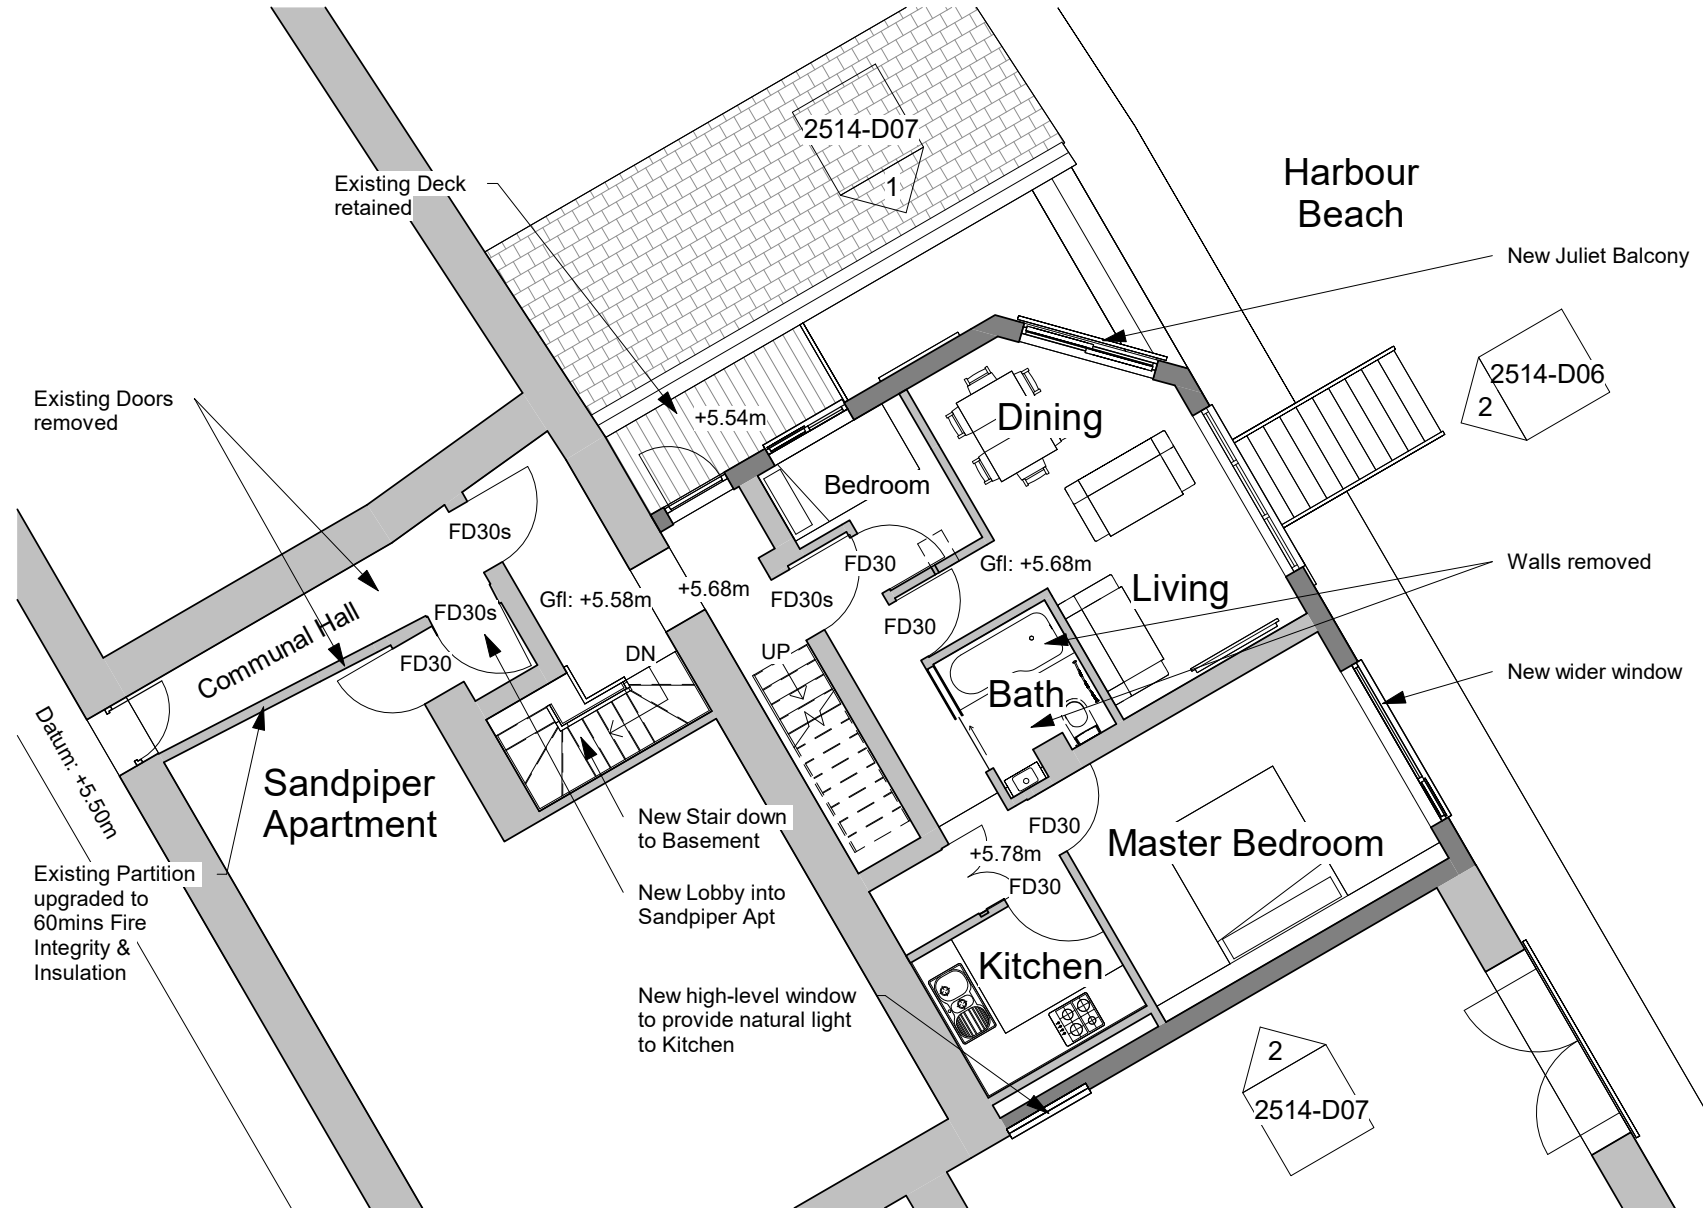 2514-D07
1
Harbour
Beach
Existing Deck
retained
New Juliet Balcony
2514-D06
2
Existing Doors
removed
+5.54m
Dining
Bedroom
FD30s
FD30
Gfl: +5.68m
Walls removed
Gfl: +5.58m
+5.68m
FD30s
Living
FD30s
FD30
Communal Hall
FD30
DN
UP
New wider window
Bath
Datum: +5.50m
Sandpiper
Apartment
New Stair down
to Basement
FD30
+5.78m
Master Bedroom
Existing Partition
upgraded to
60mins Fire
Integrity &
Insulation
New Lobby into
Sandpiper Apt
FD30
Kitchen
New high-level window
to provide natural light
to Kitchen
2
2514-D07